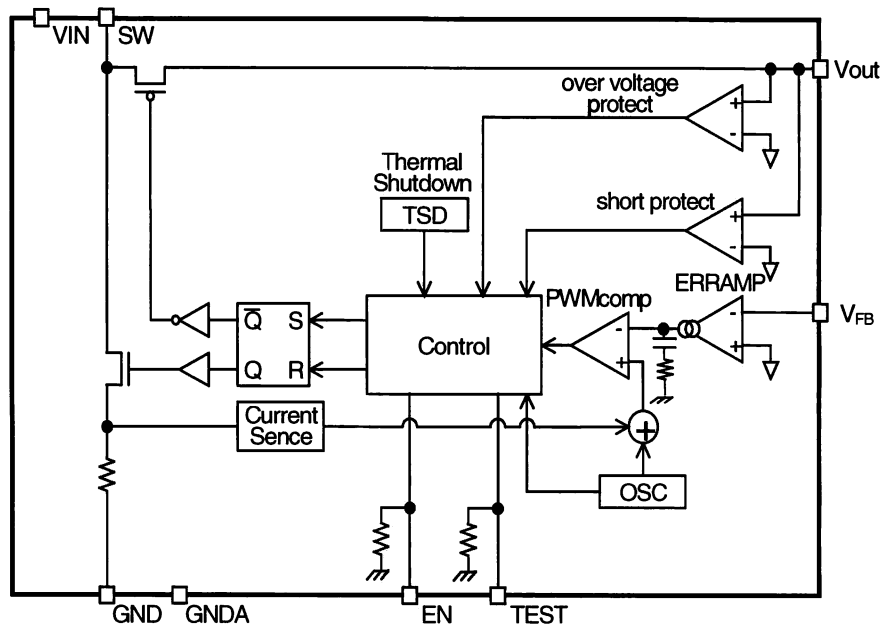 VIN
SW
Vout
over voltage
protect
+
-
Thermal
Shutdown
TSD
short protect
+
-
ERRAMP
PWMcomp
-
+
-
+
VFB
Q̅ S
Q R
Control
Current
Sence
+
OSC
GND
GNDA
EN
TEST